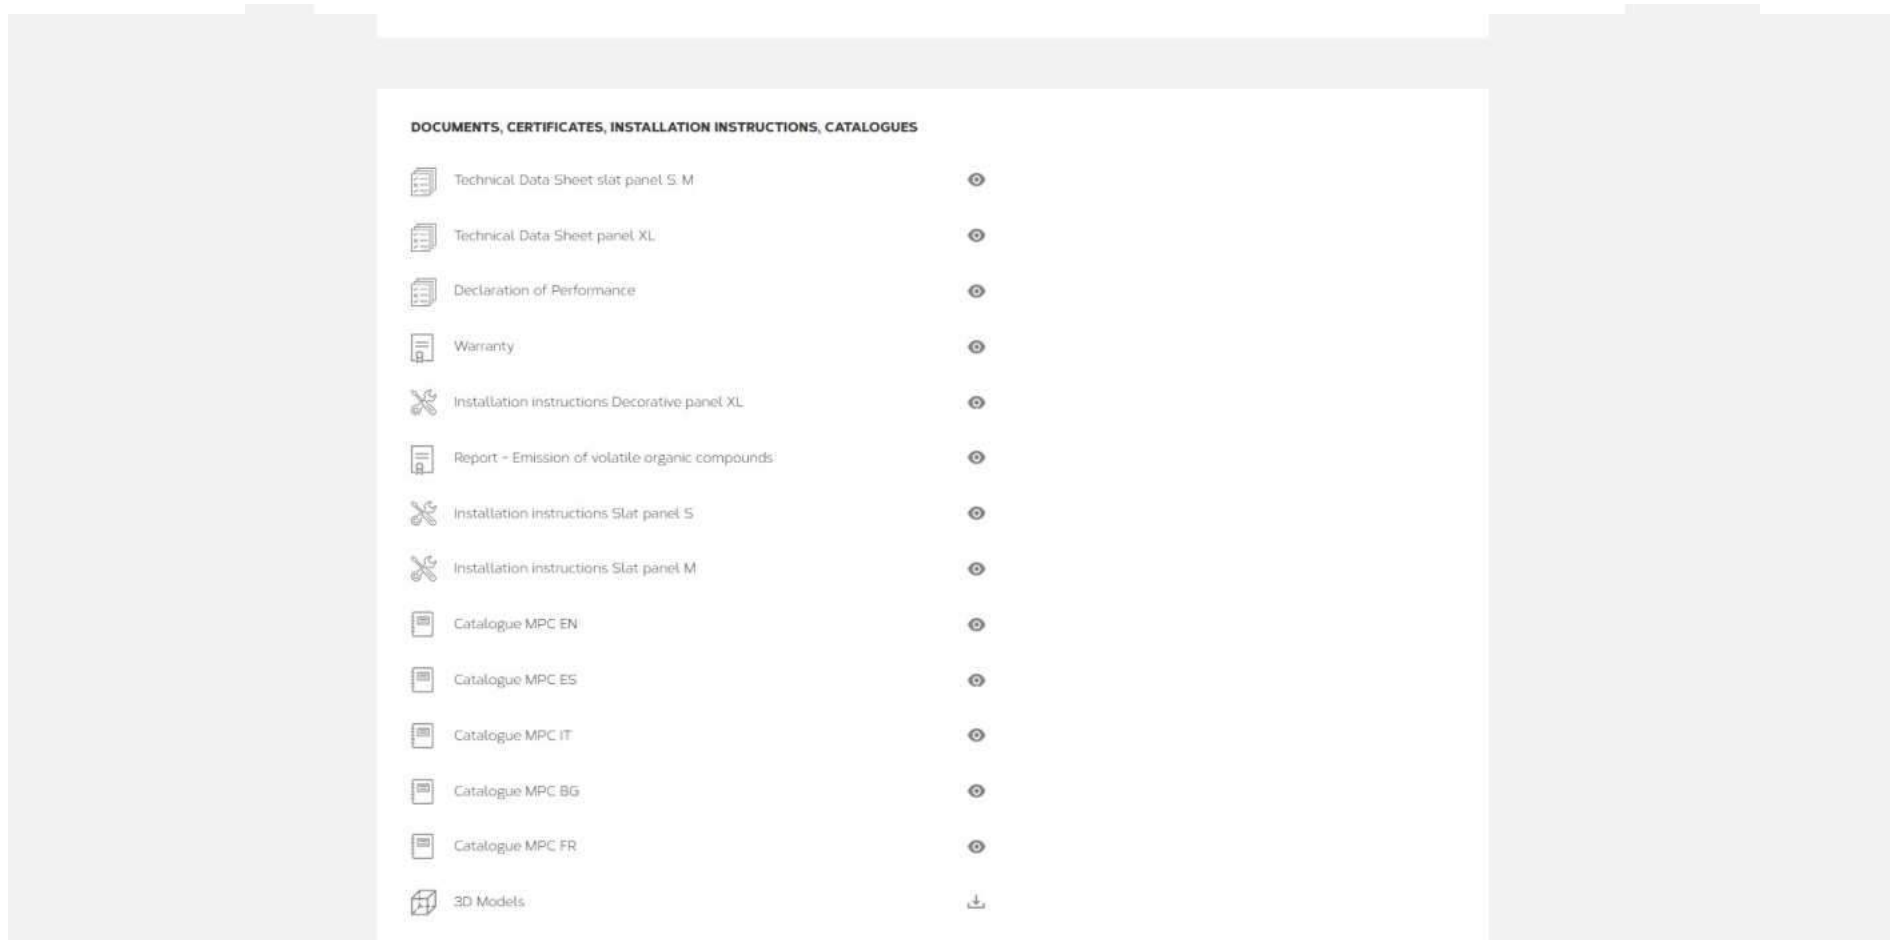 DOCUMENTS, CERTIFICATES, INSTALLATION INSTRUCTIONS, CATALOGUES
Technical Data Sheet slat panel S. M
Technical Data Sheet panel XL
Declaration of Performance
Warranty
Installation instructions Decorative panel XL
Report - Emission of volatile organic compounds
Installation instructions Slat panel S
Installation instructions Slat panel M
Catalogue MPC EN
Catalogue MPC ES
Catalogue MPC IT
Catalogue MPC BG
Catalogue MPC FR
3D Models